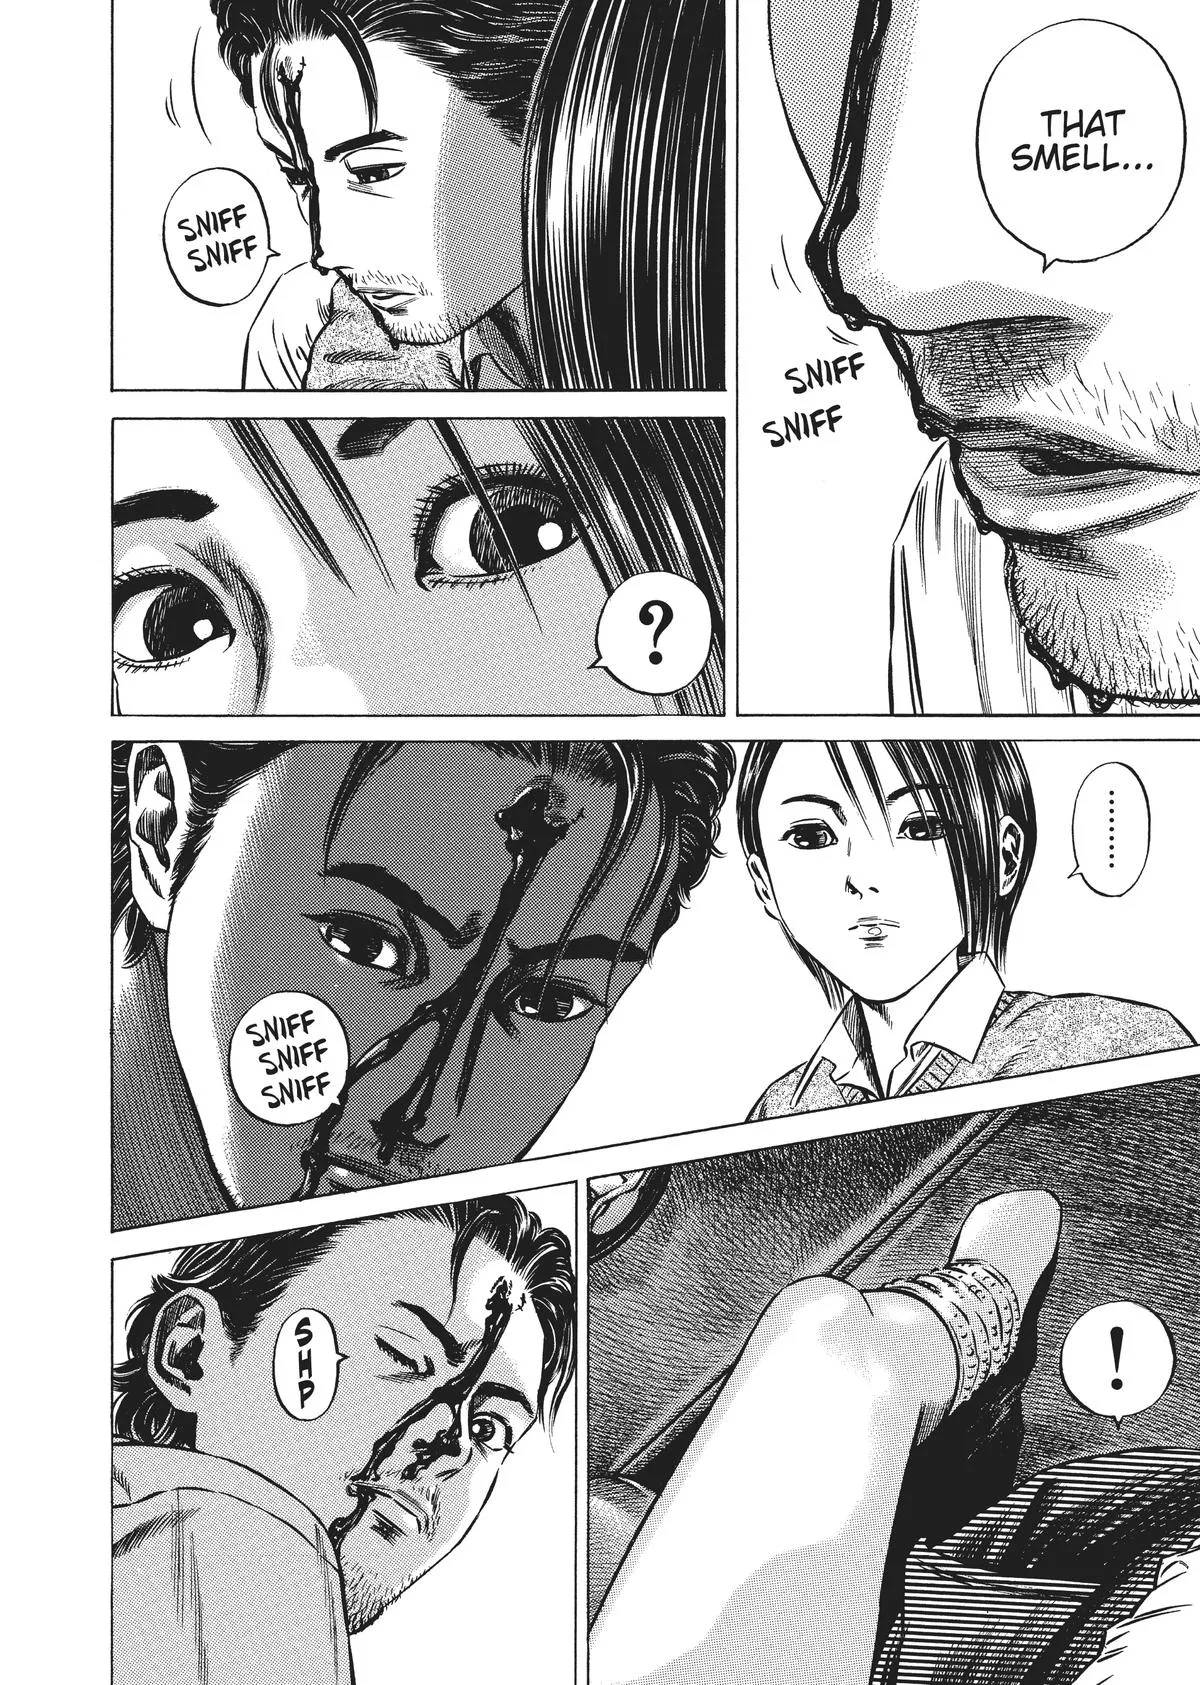 THAT
SMELL...
SNIFF
SNIFF
SNIFF
SNIFF
?
.........
SNIFF
SNIFF
SNIFF
!
SHP